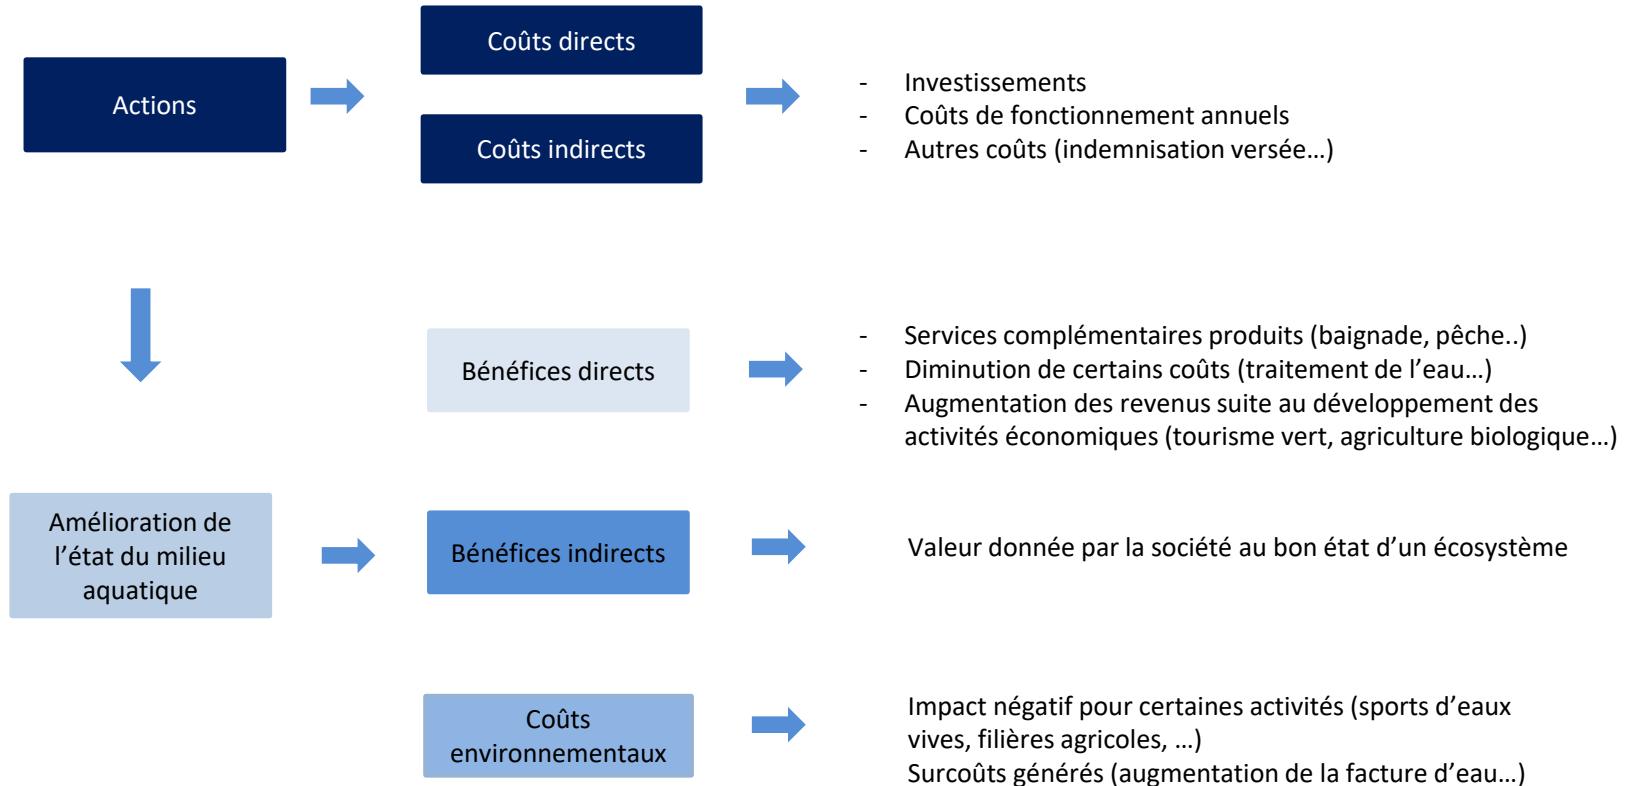 Actions
Coûts directs
Coûts indirects
- Investissements
- Coûts de fonctionnement annuels
- Autres coûts (indemnisation versée…)
Bénéfices directs
- Services complémentaires produits (baignade, pêche..)
- Diminution de certains coûts (traitement de l’eau…)
- Augmentation des revenus suite au développement des
activités économiques (tourisme vert, agriculture biologique…)
Amélioration de
l’état du milieu
aquatique
Bénéfices indirects
Valeur donnée par la société au bon état d’un écosystème
Coûts
environnementaux
Impact négatif pour certaines activités (sports d’eaux
vives, filières agricoles, …)
Surcoûts générés (augmentation de la facture d’eau…)